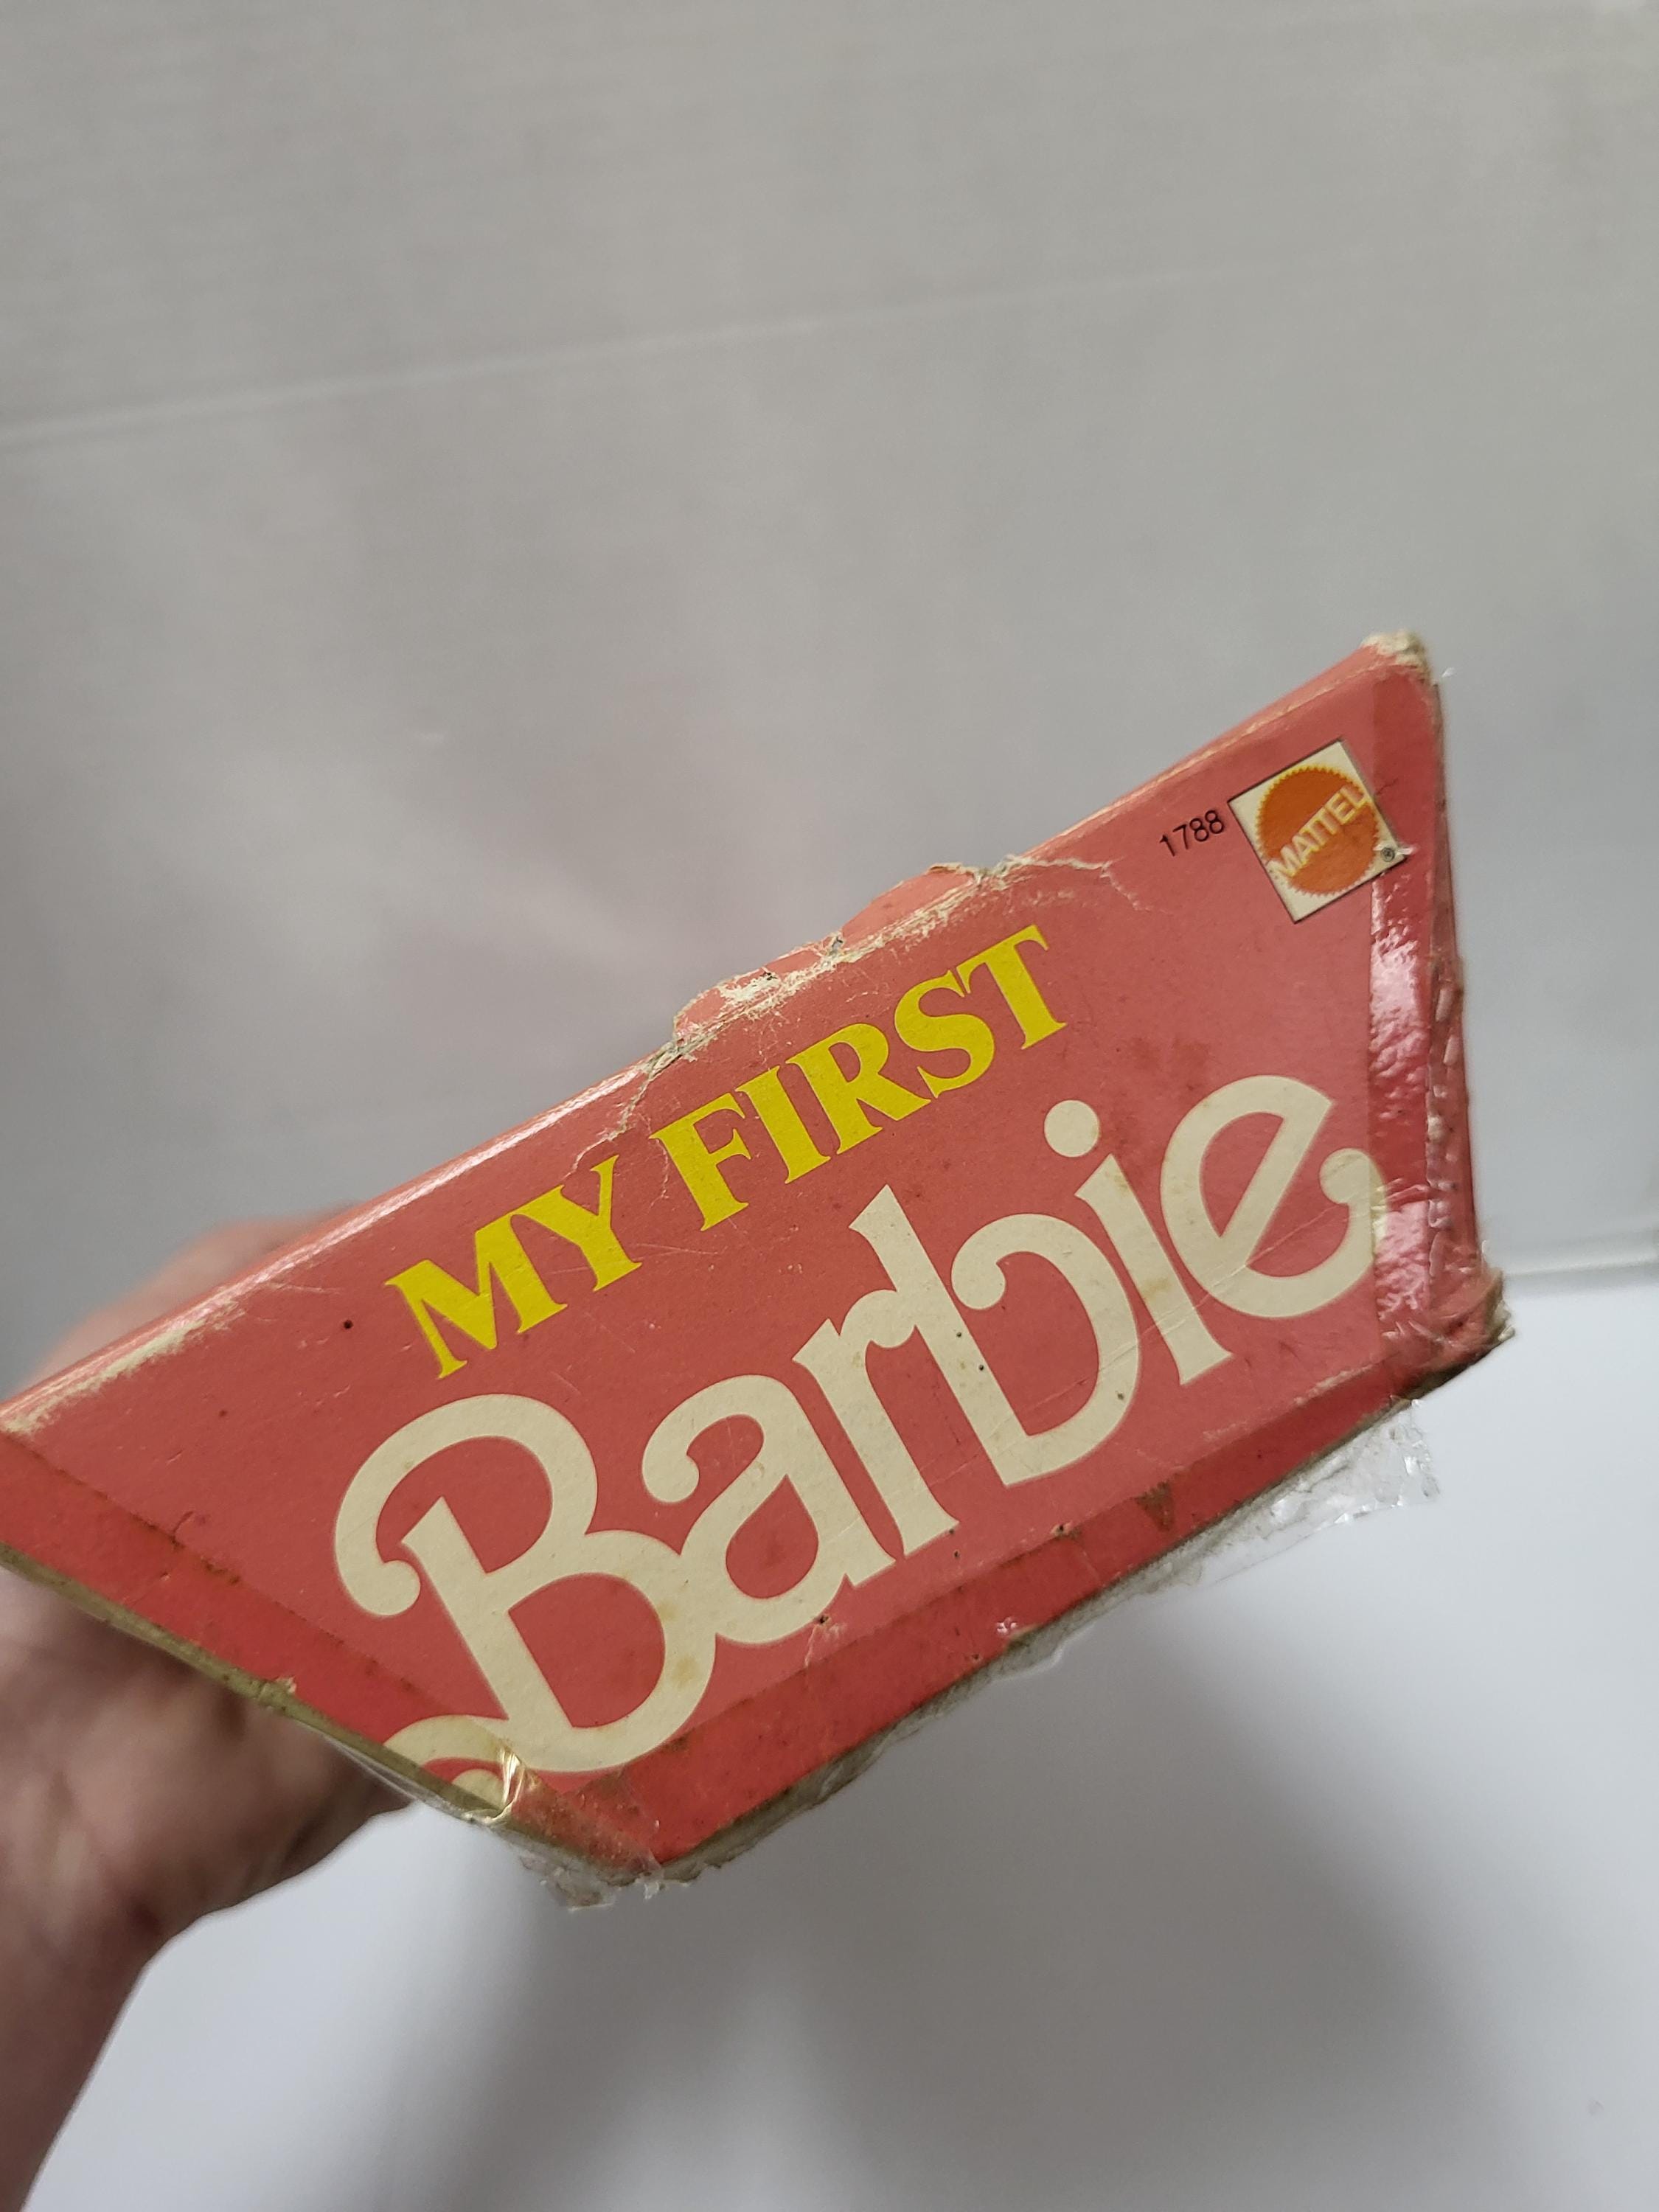 1788
MATTEL
®
MY FIRST
Barbie